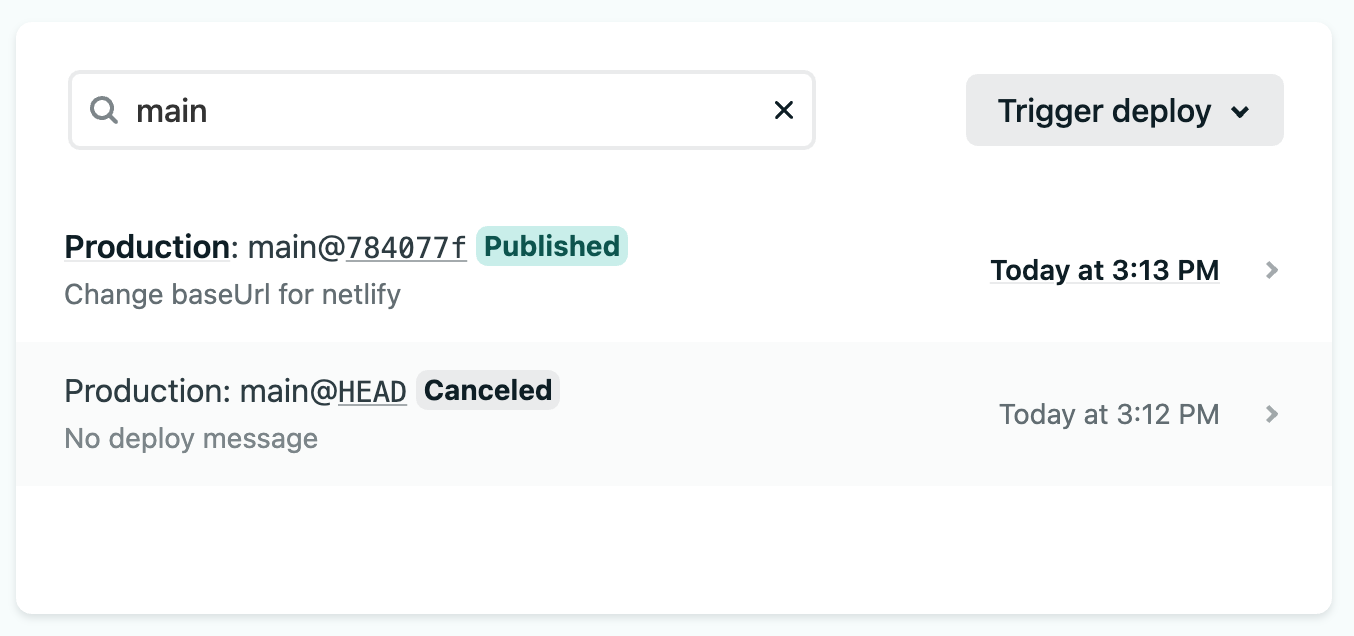 main
Trigger deploy
Production: main@784077f Published
Change baseUrl for netlify
Today at 3:13 PM
Production: main@HEAD Canceled
No deploy message
Today at 3:12 PM